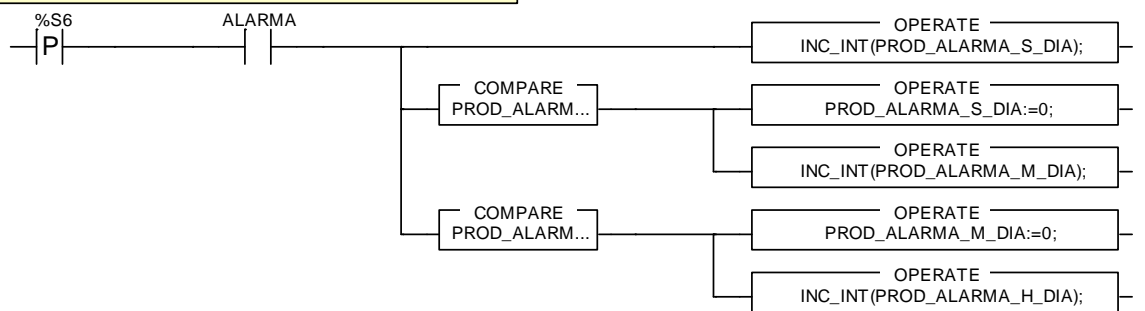 %S6 ALARMA
P
OPERATE
INC_INT(PROD_ALARMA_S_DIA);
COMPARE
PROD_ALARM...
OPERATE
PROD_ALARMA_S_DIA:=0;
OPERATE
INC_INT(PROD_ALARMA_M_DIA);
COMPARE
PROD_ALARM...
OPERATE
PROD_ALARMA_M_DIA:=0;
OPERATE
INC_INT(PROD_ALARMA_H_DIA);